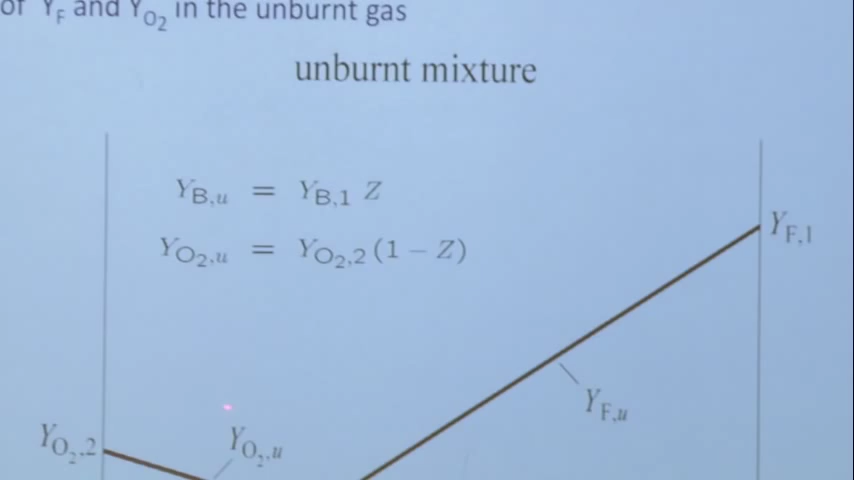 of Y_F and Y_O₂ in the unburnt gas
unburnt mixture
Y_B,u = Y_B,1 Z
Y_O₂,u = Y_O₂,2 (1 − Z)
Y_F,1
Y_F,u
Y_O₂,2
Y_O₂,u